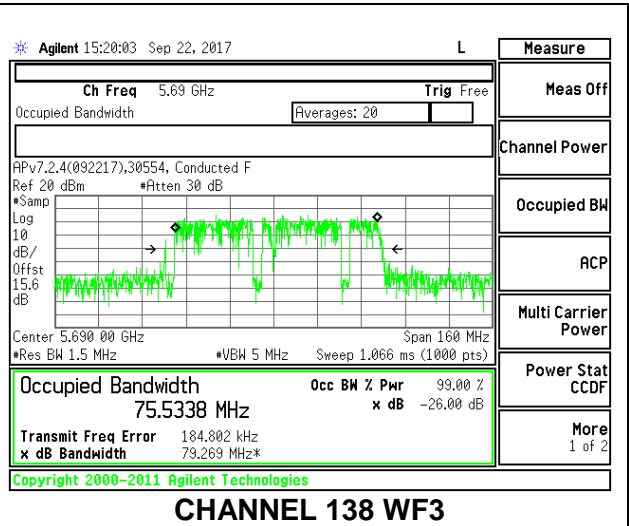 Agilent 15:20:03 Sep 22, 2017 L
Measure
Ch Freq 5.69 GHz Trig Free
Occupied Bandwidth Averages: 20
Meas Off
Channel Power
APv7.2.4(092217),30554, Conducted F
Ref 20 dBm #Atten 30 dB
#Samp
Log
10
dB/
Offst
15.6
dB
Occupied BW
ACP
Multi Carrier
Power
Center 5.690 00 GHz Span 160 MHz
#Res BW 1.5 MHz #VBW 5 MHz Sweep 1.066 ms (1000 pts)
Occupied Bandwidth Occ BW % Pwr 99.00 %
75.5338 MHz x dB -26.00 dB
Power Stat
CCDF
Transmit Freq Error 184.802 kHz
x dB Bandwidth 79.269 MHz*
More
1 of 2
Copyright 2000-2011 Agilent Technologies
CHANNEL 138 WF3